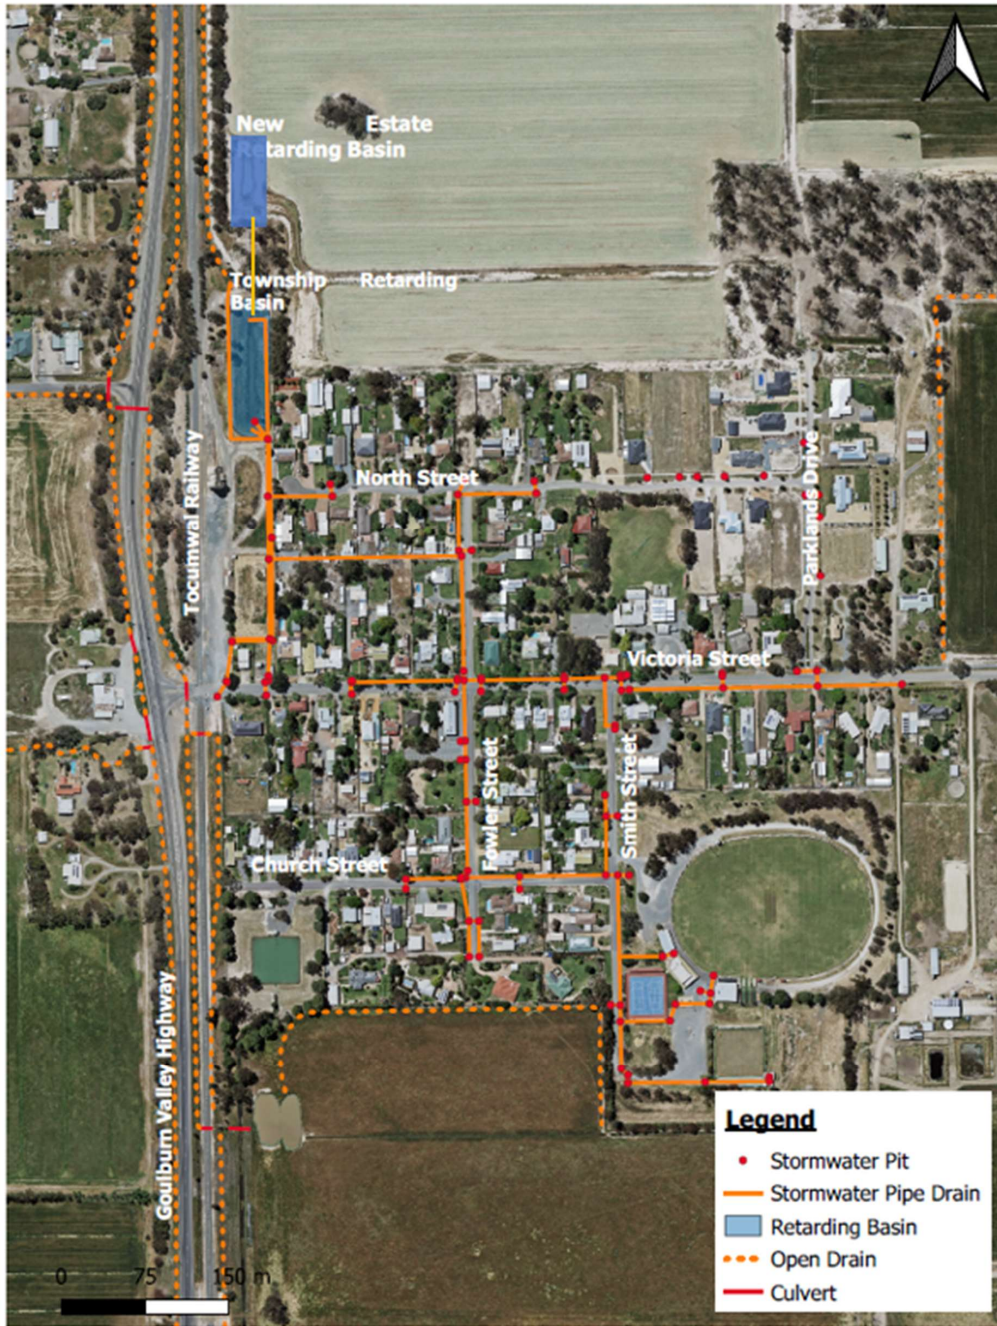 New Estate
Retarding Basin
Township Retarding
Basin
North Street
Tocumwal Railway
Parklands Drive
Victoria Street
Fowler Street
Smith Street
Church Street
Goulburn Valley Highway
Legend
Stormwater Pit
Stormwater Pipe Drain
Retarding Basin
Open Drain
Culvert
0 75 150 m